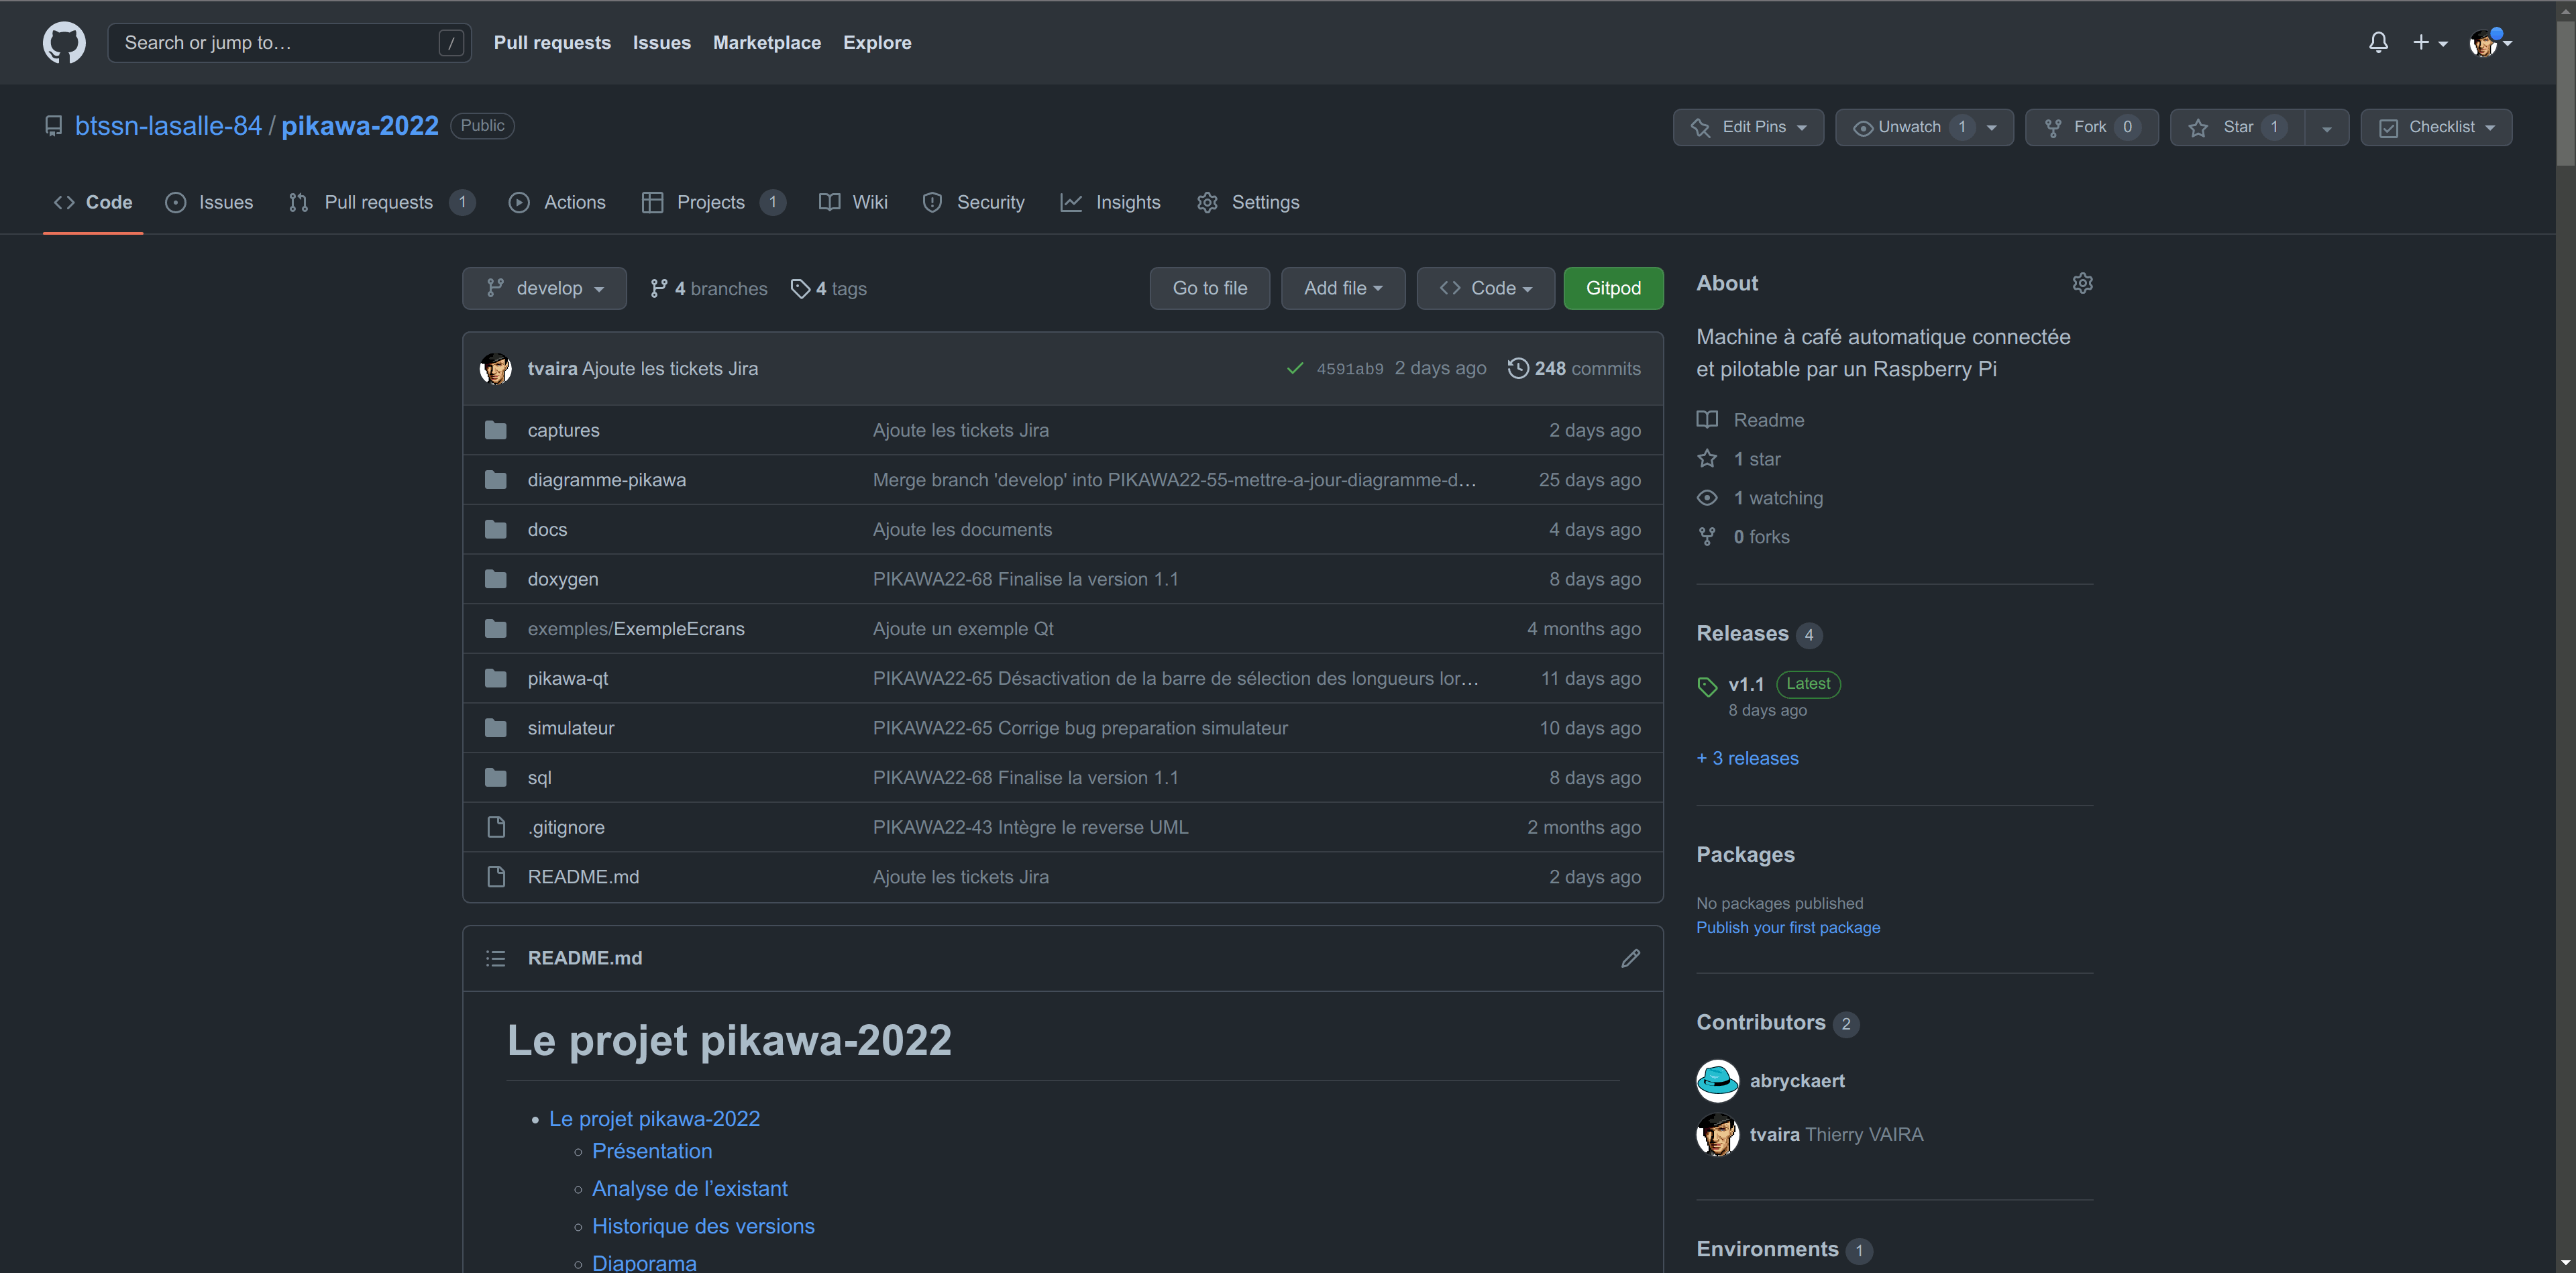 Search or jump to… / Pull requests Issues Marketplace Explore
btssn-lasalle-84 / pikawa-2022 Public Edit Pins Unwatch 1 Fork 0 Star 1 Checklist
Code Issues Pull requests 1 Actions Projects 1 Wiki Security Insights Settings
develop 4 branches 4 tags Go to file Add file Code Gitpod
tvaira Ajoute les tickets Jira 4591ab9 2 days ago 248 commits
captures Ajoute les tickets Jira 2 days ago
diagramme-pikawa Merge branch 'develop' into PIKAWA22-55-mettre-a-jour-diagramme-d… 25 days ago
docs Ajoute les documents 4 days ago
doxygen PIKAWA22-68 Finalise la version 1.1 8 days ago
exemples/ExempleEcrans Ajoute un exemple Qt 4 months ago
pikawa-qt PIKAWA22-65 Désactivation de la barre de sélection des longueurs lor… 11 days ago
simulateur PIKAWA22-65 Corrige bug preparation simulateur 10 days ago
sql PIKAWA22-68 Finalise la version 1.1 8 days ago
.gitignore PIKAWA22-43 Intègre le reverse UML 2 months ago
README.md Ajoute les tickets Jira 2 days ago
README.md
Le projet pikawa-2022
Le projet pikawa-2022
Présentation
Analyse de l’existant
Historique des versions
Diaporama
About
Machine à café automatique connectée
et pilotable par un Raspberry Pi
Readme
1 star
1 watching
0 forks
Releases 4
v1.1 Latest
8 days ago
+ 3 releases
Packages
No packages published
Publish your first package
Contributors 2
abryckaert
tvaira Thierry VAIRA
Environments 1